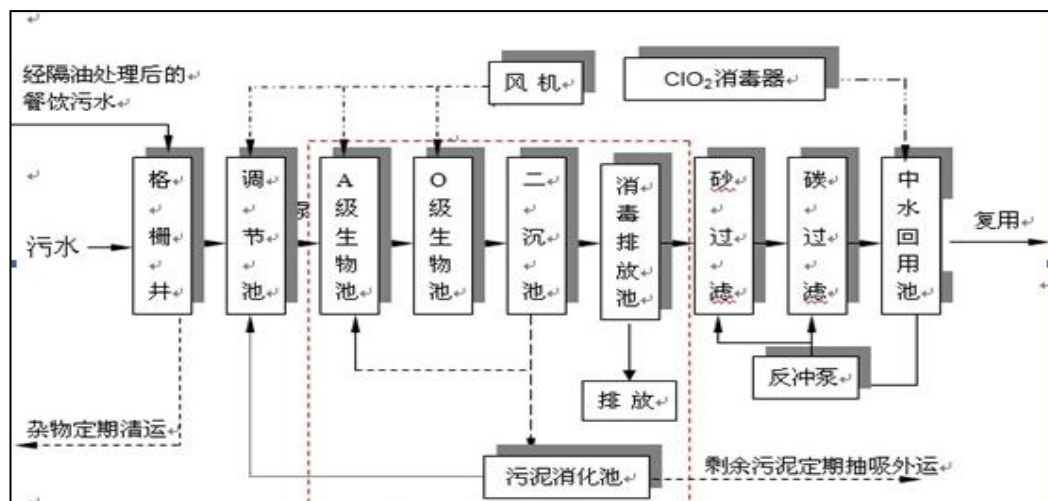 经隔油处理后的
餐饮污水
风 机
ClO₂消毒器
污水
格栅井
调节池
泵
A级生物池
O级生物池
二沉池
消毒排放池
砂过滤
碳过滤
中水回用池
复用
反冲泵
排 放
杂物定期清运
污泥消化池
剩余污泥定期抽吸外运